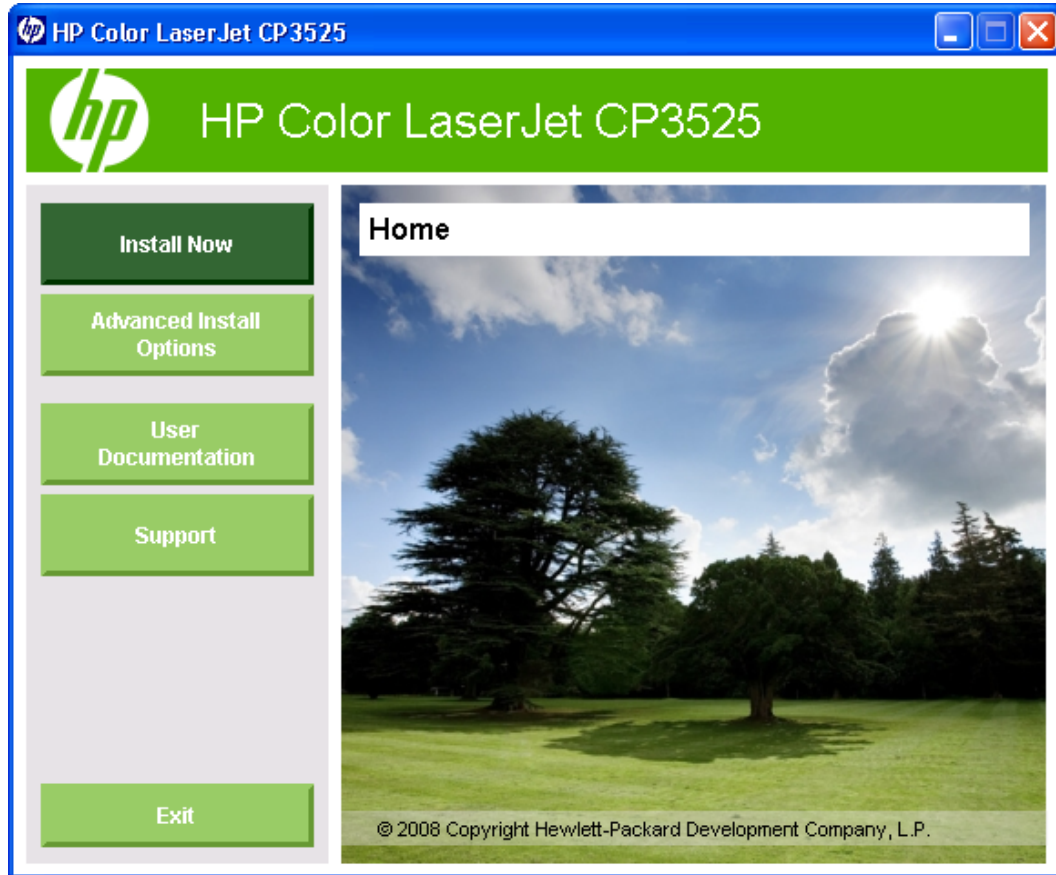 HP Color LaserJet CP3525
hp
HP Color LaserJet CP3525
Install Now
Advanced Install
Options
User
Documentation
Support
Exit
Home
© 2008 Copyright Hewlett-Packard Development Company, L.P.